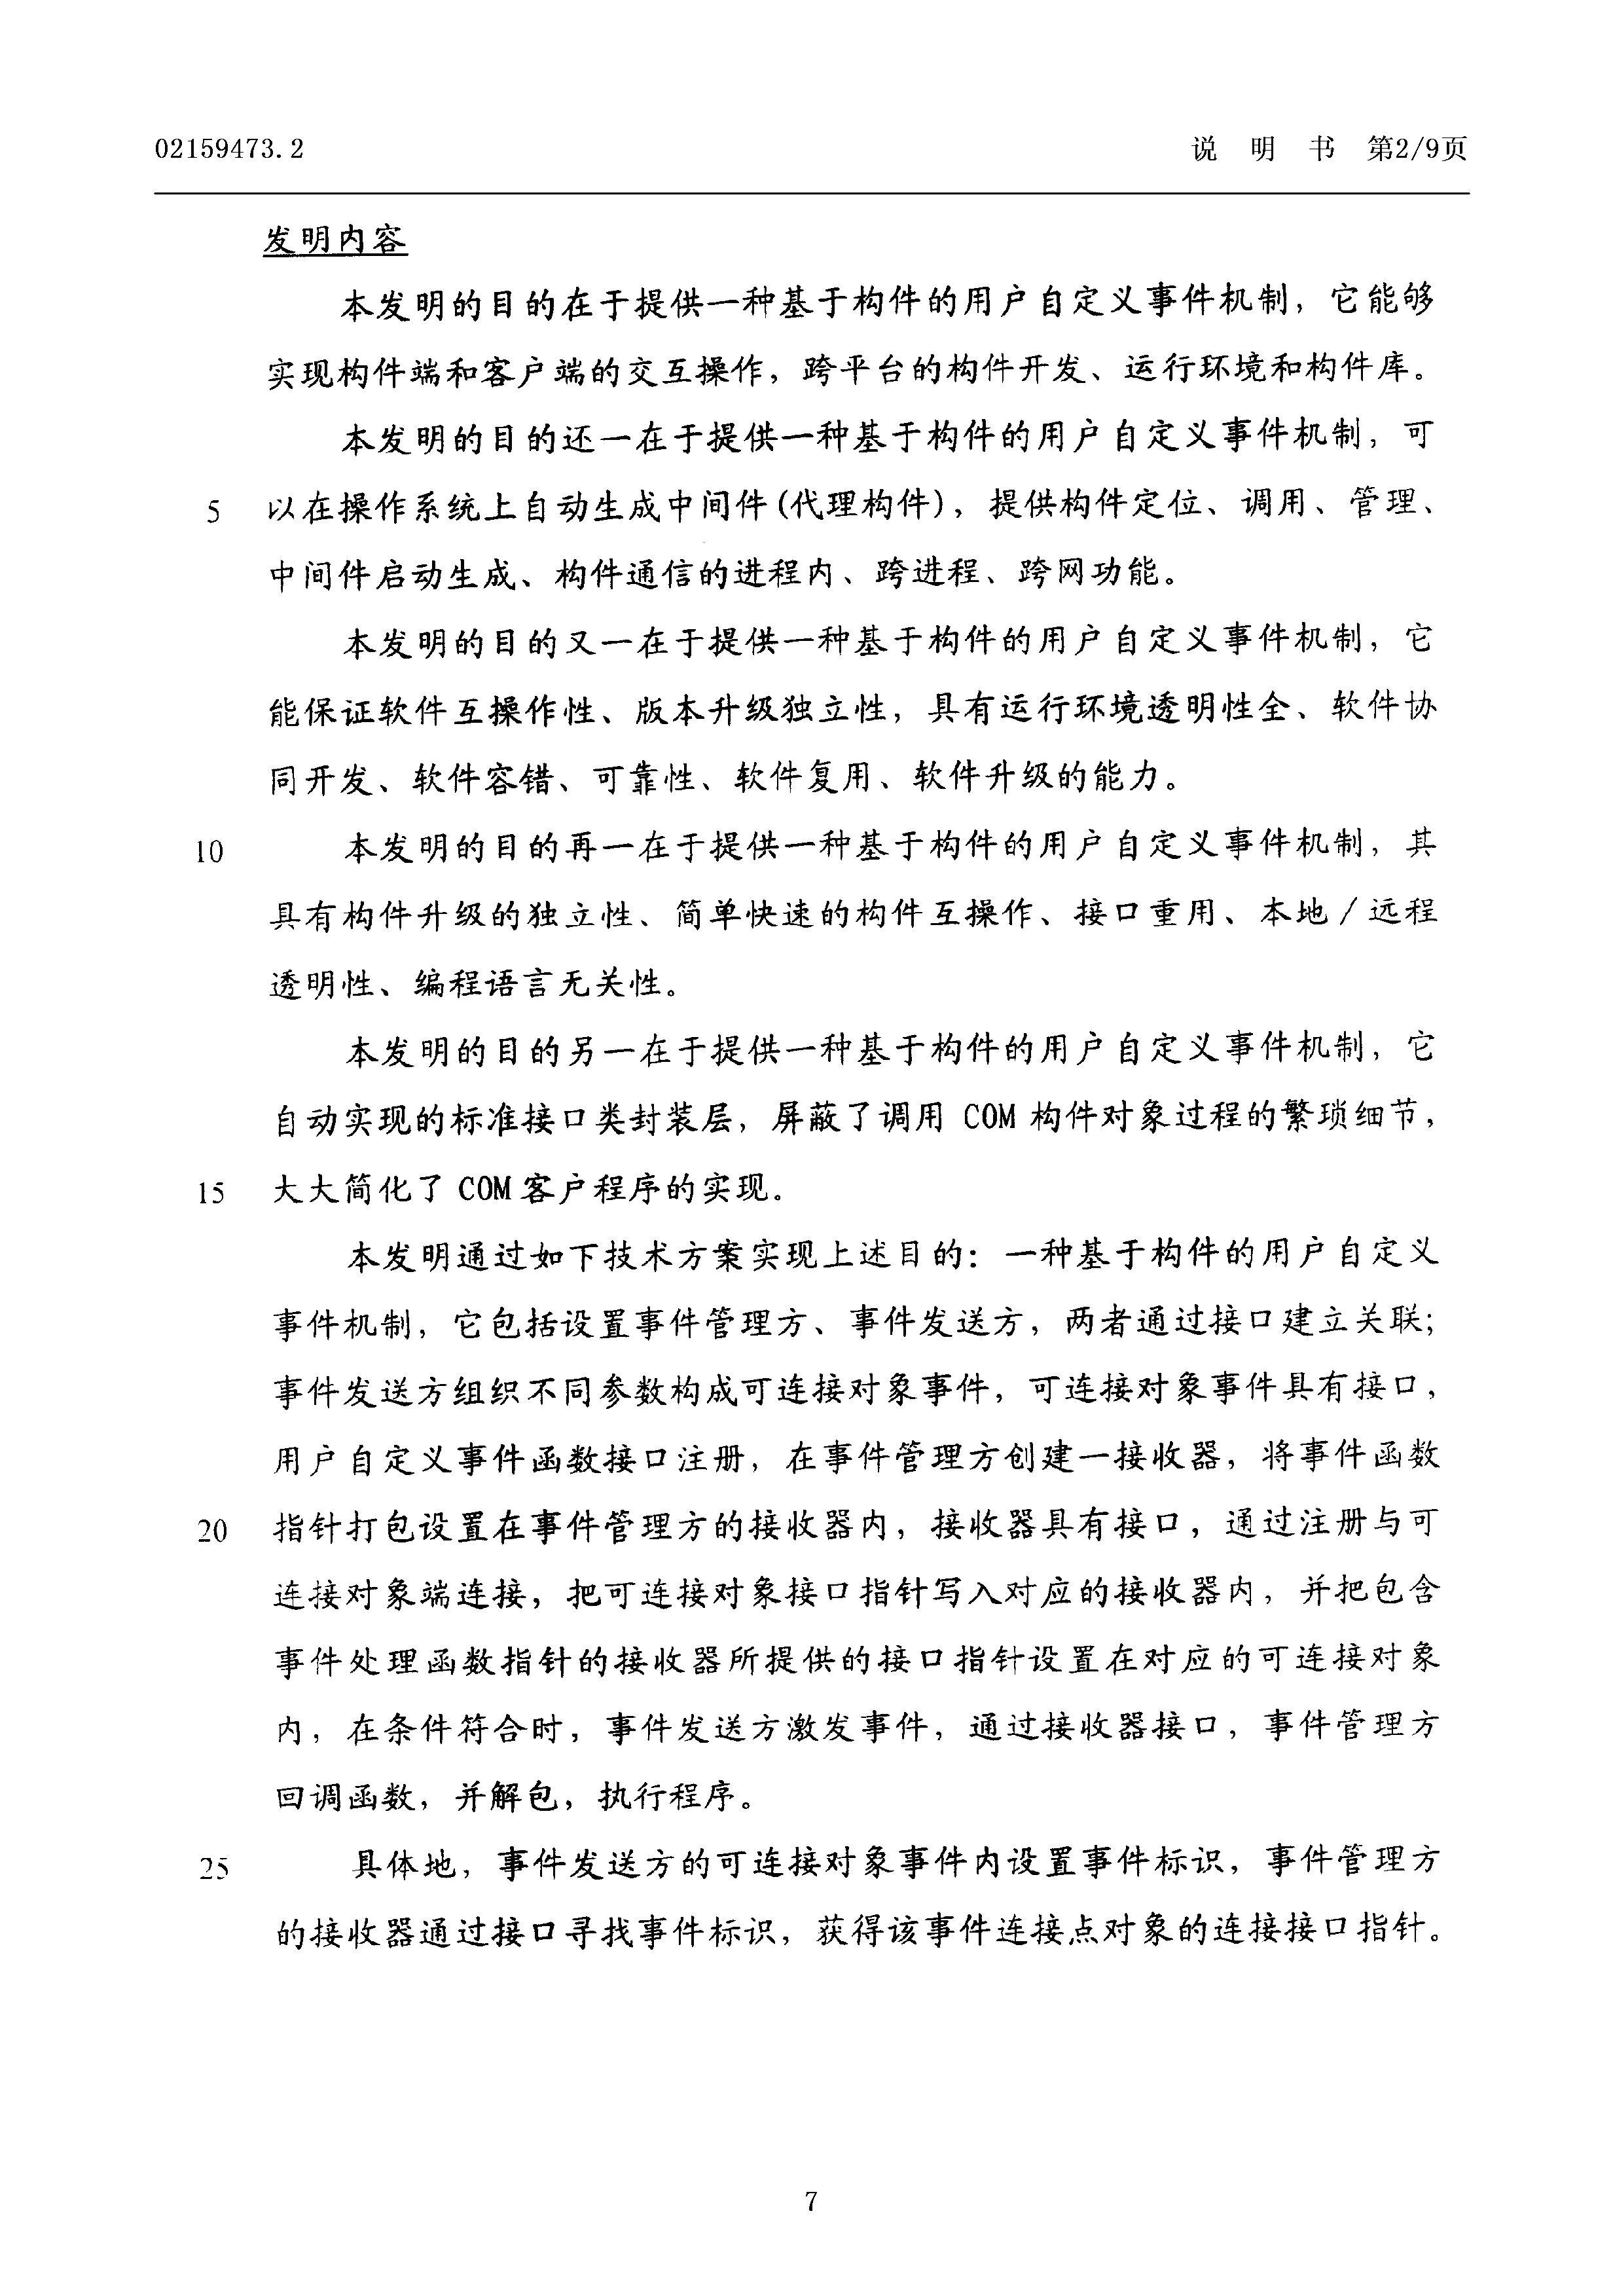 02159473.2 说 明 书 第2/9页
发明内容
本发明的目的在于提供一种基于构件的用户自定义事件机制，它能够
实现构件端和客户端的交互操作，跨平台的构件开发、运行环境和构件库。
本发明的目的还一在于提供一种基于构件的用户自定义事件机制，可
5 以在操作系统上自动生成中间件(代理构件)，提供构件定位、调用、管理、
中间件启动生成、构件通信的进程内、跨进程、跨网功能。
本发明的目的又一在于提供一种基于构件的用户自定义事件机制，它
能保证软件互操作性、版本升级独立性，具有运行环境透明性全、软件协
同开发、软件容错、可靠性、软件复用、软件升级的能力。
10 本发明的目的再一在于提供一种基于构件的用户自定义事件机制，其
具有构件升级的独立性、简单快速的构件互操作、接口重用、本地/远程
透明性、编程语言无关性。
本发明的目的另一在于提供一种基于构件的用户自定义事件机制，它
自动实现的标准接口类封装层，屏蔽了调用 COM 构件对象过程的繁琐细节，
15 大大简化了 COM 客户程序的实现。
本发明通过如下技术方案实现上述目的：一种基于构件的用户自定义
事件机制，它包括设置事件管理方、事件发送方，两者通过接口建立关联；
事件发送方组织不同参数构成可连接对象事件，可连接对象事件具有接口，
用户自定义事件函数接口注册，在事件管理方创建一接收器，将事件函数
20 指针打包设置在事件管理方的接收器内，接收器具有接口，通过注册与可
连接对象端连接，把可连接对象接口指针写入对应的接收器内，并把包含
事件处理函数指针的接收器所提供的接口指针设置在对应的可连接对象
内，在条件符合时，事件发送方激发事件，通过接收器接口，事件管理方
回调函数，并解包，执行程序。
25 具体地，事件发送方的可连接对象事件内设置事件标识，事件管理方
的接收器通过接口寻找事件标识，获得该事件连接点对象的连接接口指针。
7